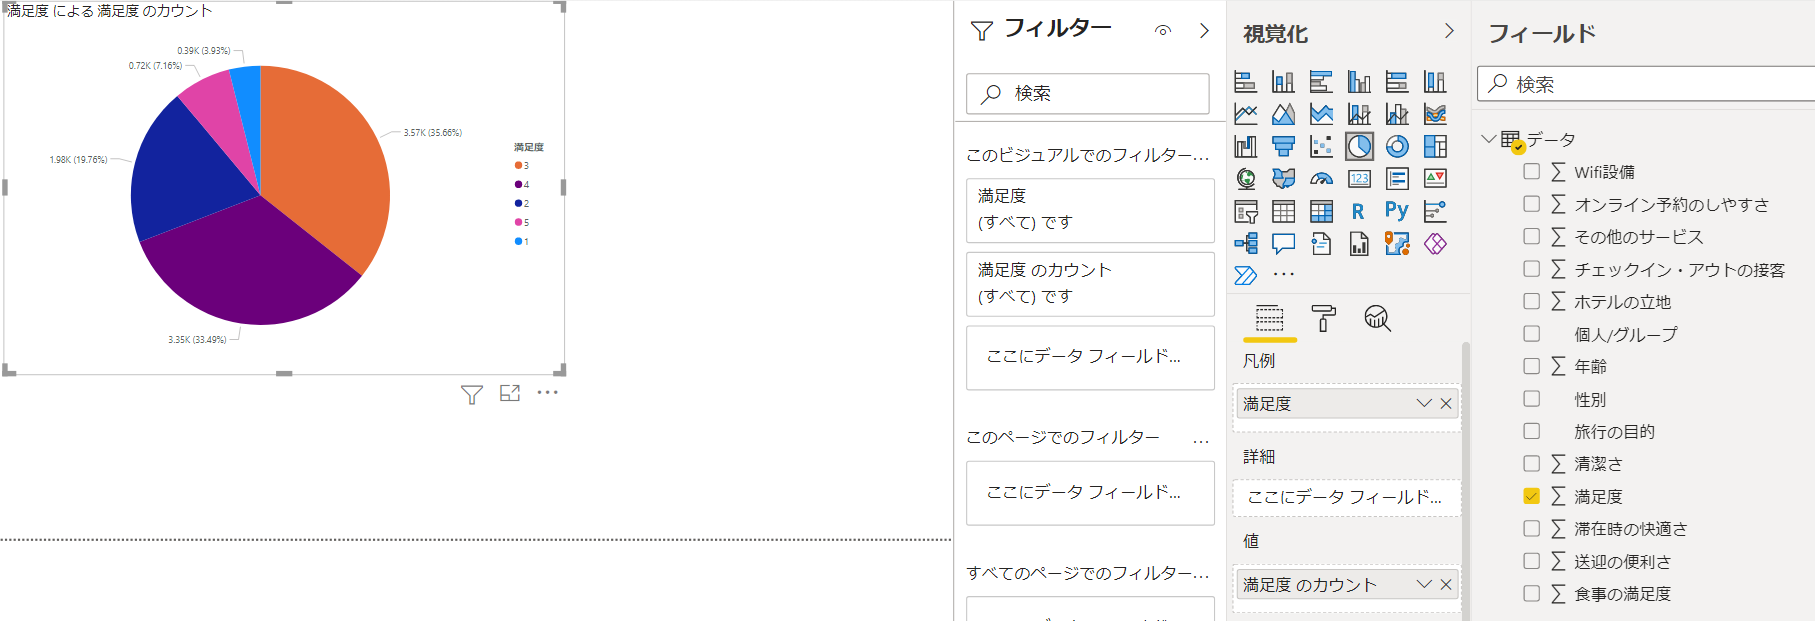 満足度 による 満足度 のカウント
0.39K (3.93%)
0.72K (7.16%)
3.57K (35.66%)
1.98K (19.76%)
3.35K (33.49%)
満足度
3
4
2
5
1
フィルター
検索
このビジュアルでのフィルター...
満足度
(すべて) です
満足度 のカウント
(すべて) です
ここにデータ フィールド...
このページでのフィルター ...
ここにデータ フィールド...
すべてのページでのフィルター...
視覚化
123
R
Py
...
凡例
満足度
詳細
ここにデータ フィールド...
値
満足度 のカウント
フィールド
検索
データ
Wifi設備
オンライン予約のしやすさ
その他のサービス
チェックイン・アウトの接客
ホテルの立地
個人/グループ
年齢
性別
旅行の目的
清潔さ
満足度
滞在時の快適さ
送迎の便利さ
食事の満足度